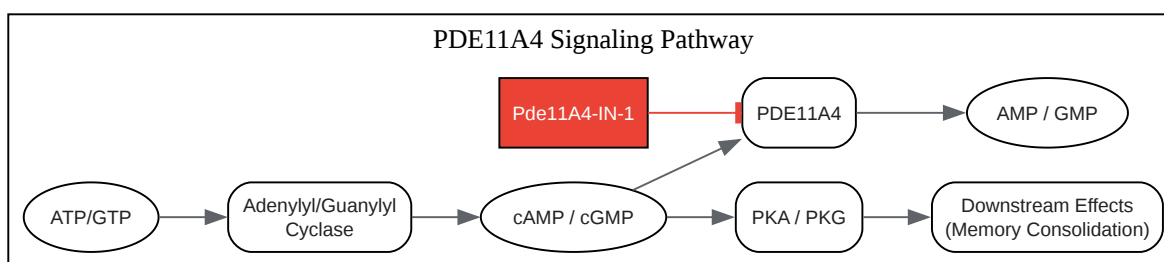 PDE11A4 Signaling Pathway
Pde11A4-IN-1
PDE11A4
AMP / GMP
ATP/GTP
Adenylyl/Guanylyl
Cyclase
cAMP / cGMP
PKA / PKG
Downstream Effects
(Memory Consolidation)